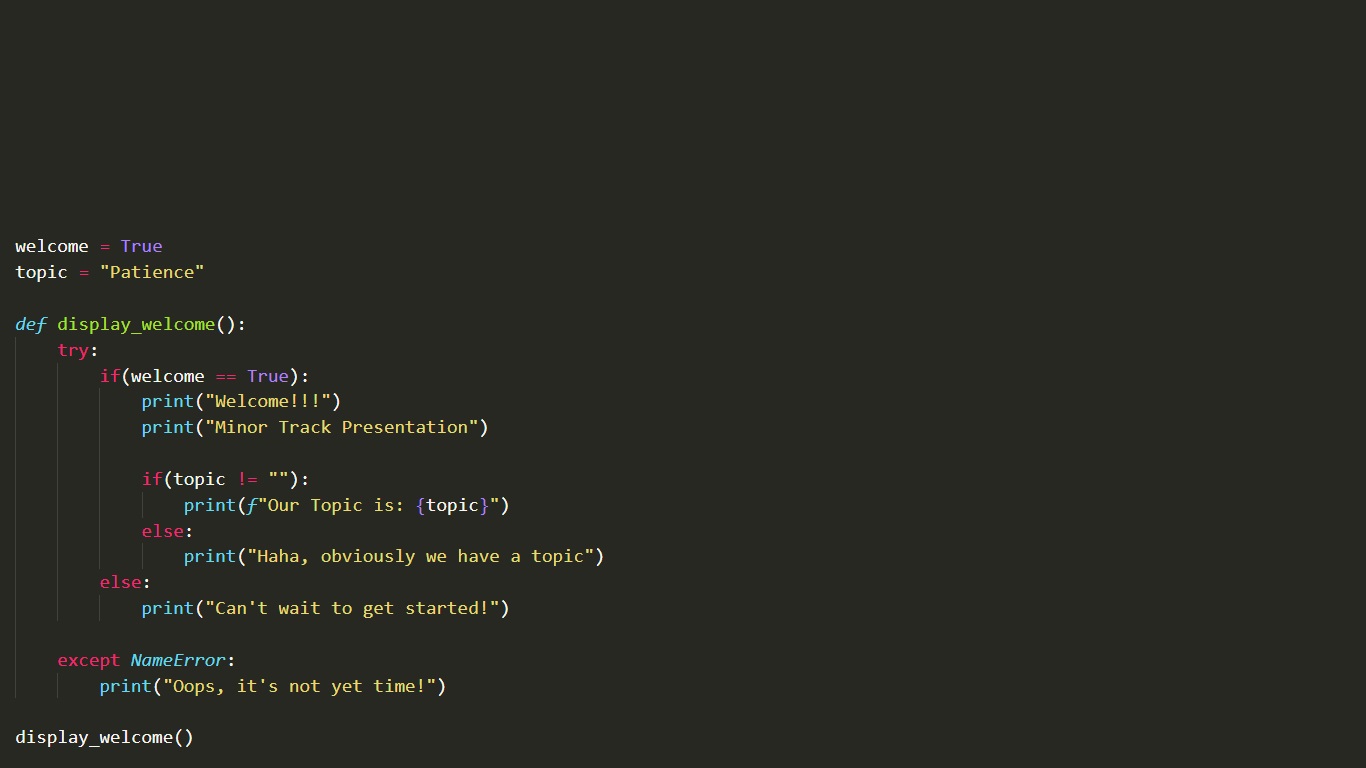 welcome = True
topic = "Patience"
def display_welcome():
    try:
        if(welcome == True):
            print("Welcome!!!")
            print("Minor Track Presentation")
            if(topic != ""):
                print(f"Our Topic is: {topic}")
            else:
                print("Haha, obviously we have a topic")
        else:
            print("Can't wait to get started!")
    except NameError:
        print("Oops, it's not yet time!")
display_welcome()